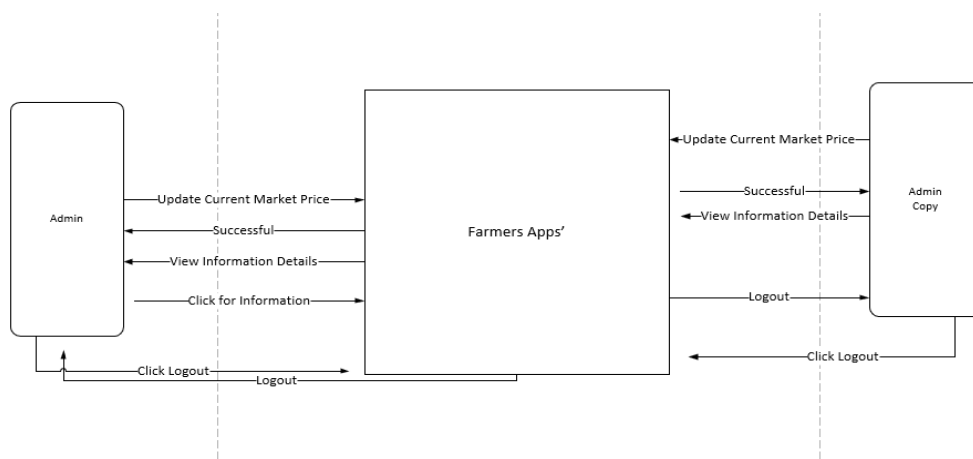 Update Current Market Price
Successful
Admin
Copy
Update Current Market Price
Admin
View Information Details
Successful
Farmers Apps'
View Information Details
Click for Information
Logout
Click Logout
Click Logout
Logout